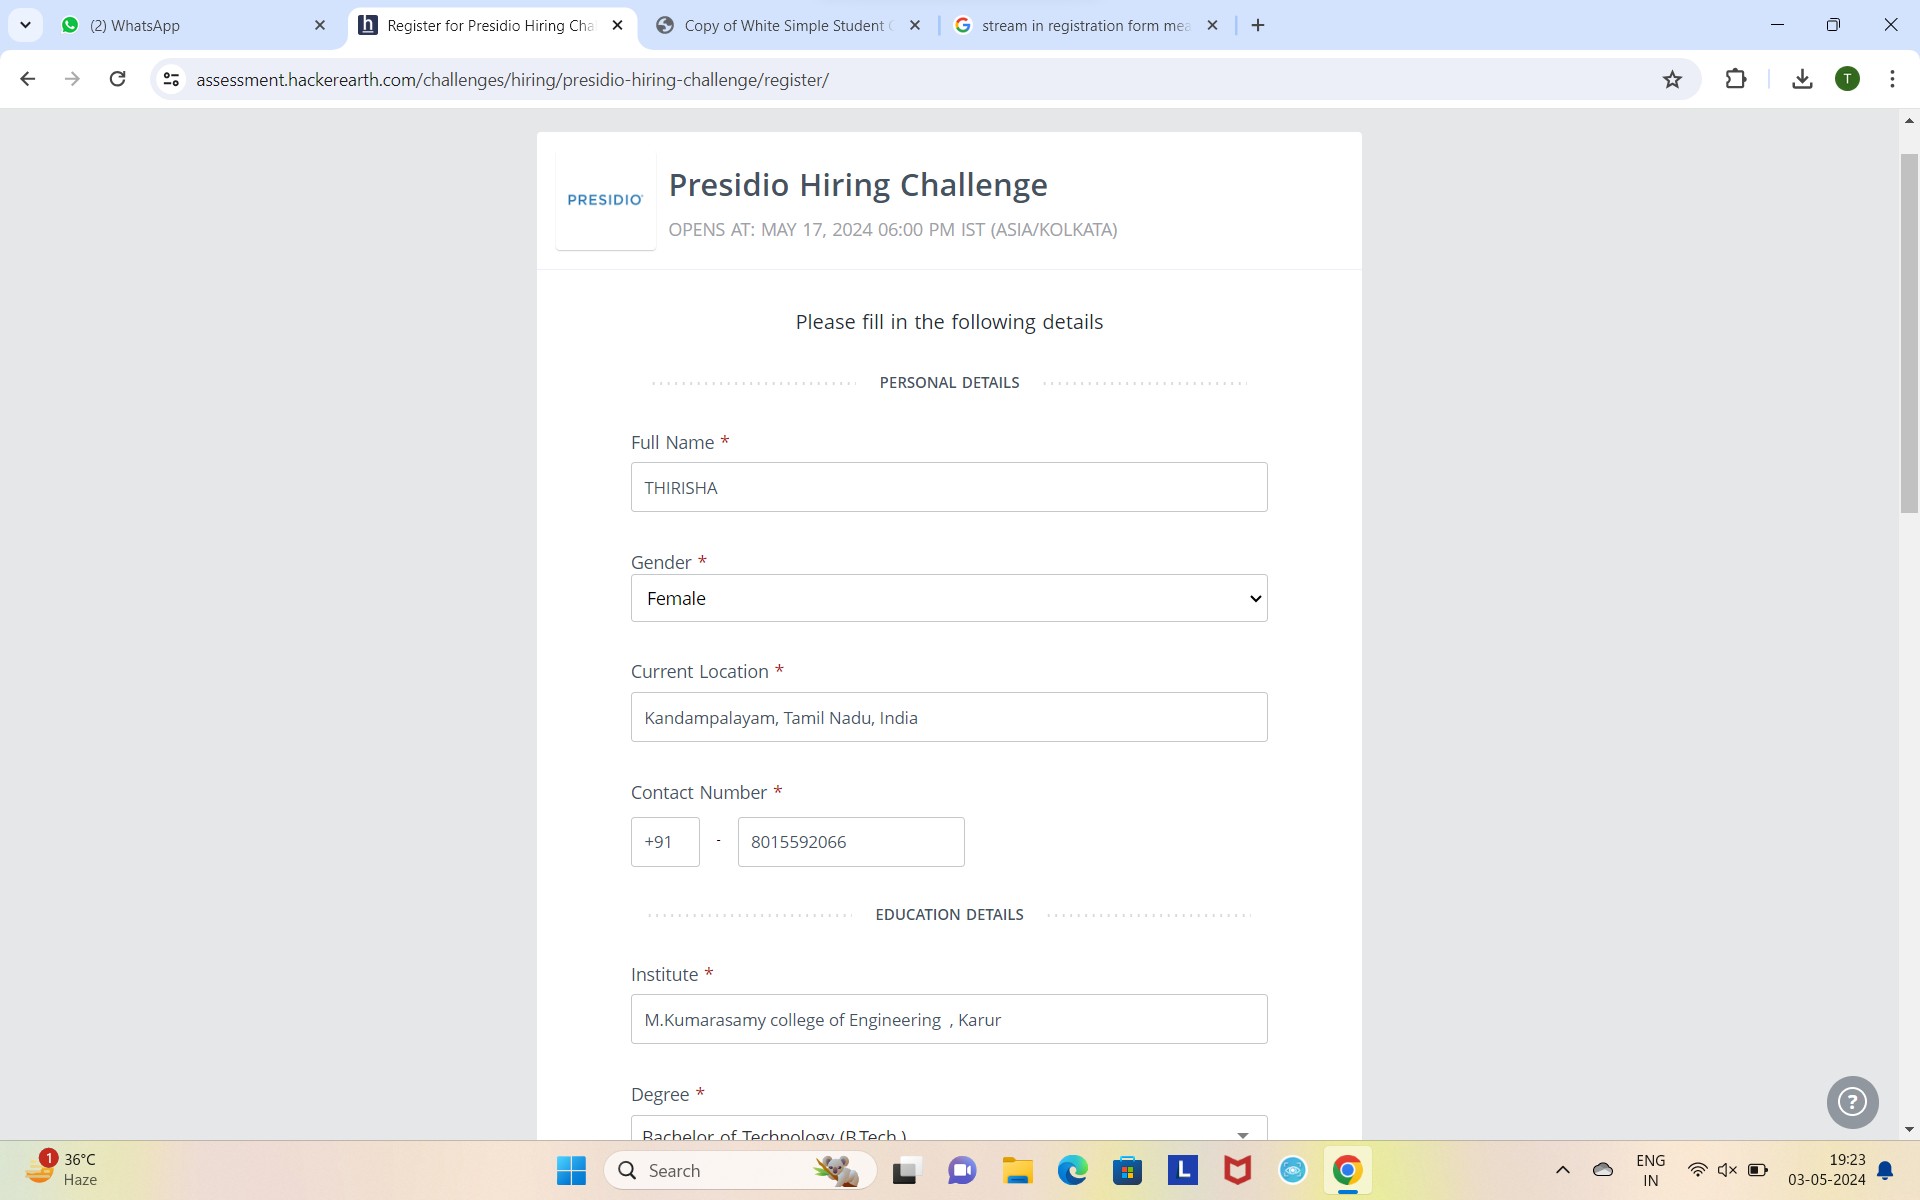 (2) WhatsApp
Register for Presidio Hiring Cha
Copy of White Simple Student
stream in registration form mea
assessment.hackerearth.com/challenges/hiring/presidio-hiring-challenge/register/
T
PRESIDIO
Presidio Hiring Challenge
OPENS AT: MAY 17, 2024 06:00 PM IST (ASIA/KOLKATA)
Please fill in the following details
PERSONAL DETAILS
Full Name *
THIRISHA
Gender *
Female
Current Location *
Kandampalayam, Tamil Nadu, India
Contact Number *
+91 - 8015592066
EDUCATION DETAILS
Institute *
M.Kumarasamy college of Engineering , Karur
Degree *
Bachelor of Technology (B.Tech.)
?
1
36°C
Haze
Search
L
ENG
IN
19:23
03-05-2024